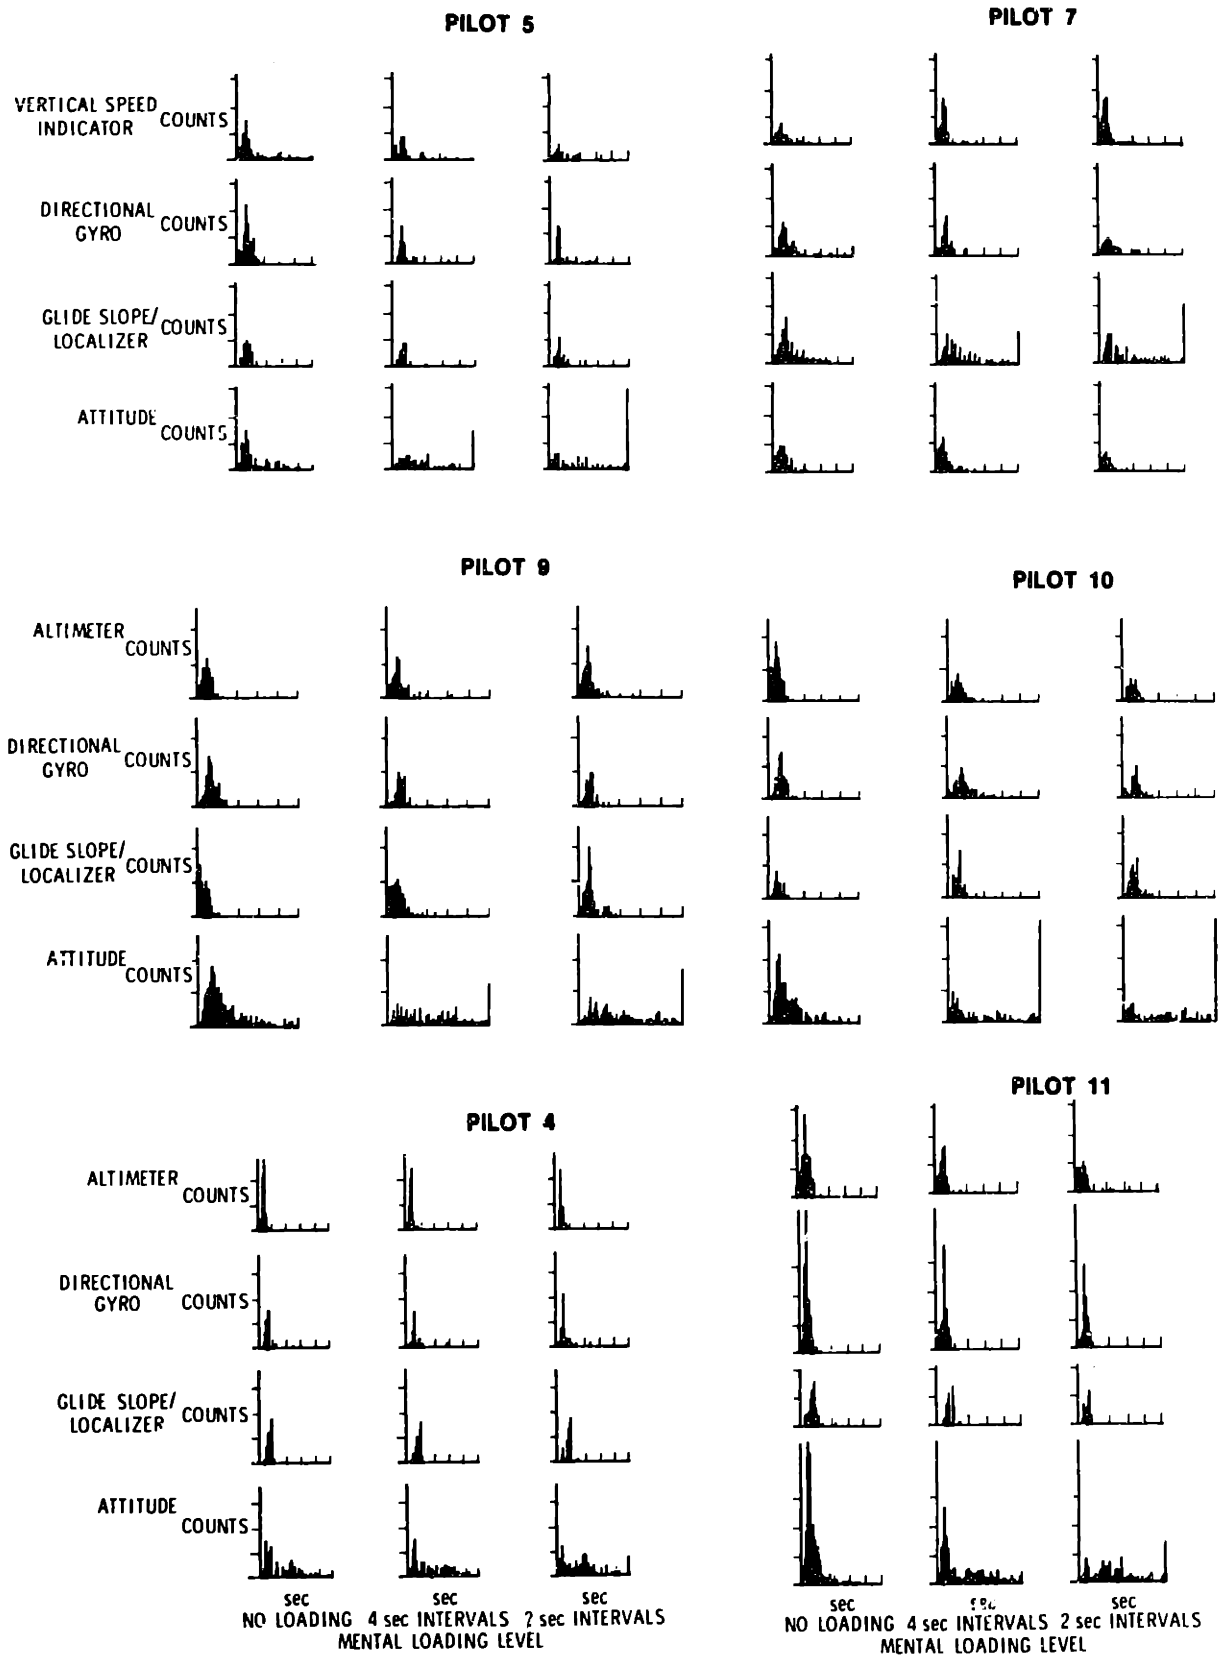 PILOT 5
PILOT 7
VERTICAL SPEED
INDICATOR
COUNTS
DIRECTIONAL
GYRO
COUNTS
GLIDE SLOPE/
LOCALIZER
COUNTS
ATTITUDE
COUNTS
PILOT 9
PILOT 10
ALTIMETER
COUNTS
DIRECTIONAL
GYRO
COUNTS
GLIDE SLOPE/
LOCALIZER
COUNTS
ATTITUDE
COUNTS
PILOT 4
PILOT 11
ALTIMETER
COUNTS
DIRECTIONAL
GYRO
COUNTS
GLIDE SLOPE/
LOCALIZER
COUNTS
ATTITUDE
COUNTS
sec sec sec
NO LOADING 4 sec INTERVALS 2 sec INTERVALS
MENTAL LOADING LEVEL
sec sec sec
NO LOADING 4 sec INTERVALS 2 sec INTERVALS
MENTAL LOADING LEVEL